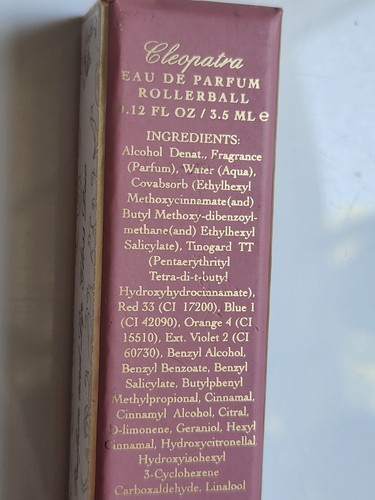 Cleopatra
EAU DE PARFUM
ROLLERBALL
0.12 FL OZ / 3.5 ML e
INGREDIENTS:
Alcohol Denat., Fragrance
(Parfum), Water (Aqua),
Covabsorb (Ethylhexyl
Methoxycinnamate(and)
Butyl Methoxy-dibenzoyl-
methane(and) Ethylhexyl
Salicylate), Tinogard TT
(Pentaerythrityl
Tetra-di-t-butyl
Hydroxyhydrocinnamate),
Red 33 (CI 17200), Blue 1
(CI 42090), Orange 4 (CI
15510), Ext. Violet 2 (CI
60730), Benzyl Alcohol,
Benzyl Benzoate, Benzyl
Salicylate, Butylphenyl
Methylpropional, Cinnamal,
Cinnamyl Alcohol, Citral,
D-limonene, Geraniol, Hexyl
Cinnamal, Hydroxycitronellal
Hydroxyisohexyl
3-Cyclohexene
Carboxaldehyde, Linalool